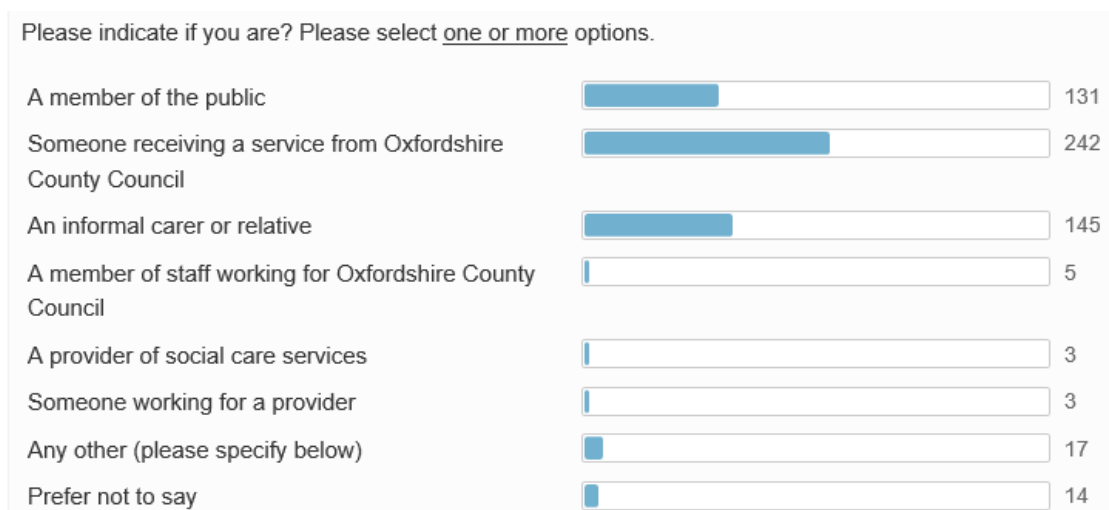 Please indicate if you are? Please select one or more options.
A member of the public 131
Someone receiving a service from Oxfordshire 242
County Council
An informal carer or relative 145
A member of staff working for Oxfordshire County 5
Council
A provider of social care services 3
Someone working for a provider 3
Any other (please specify below) 17
Prefer not to say 14